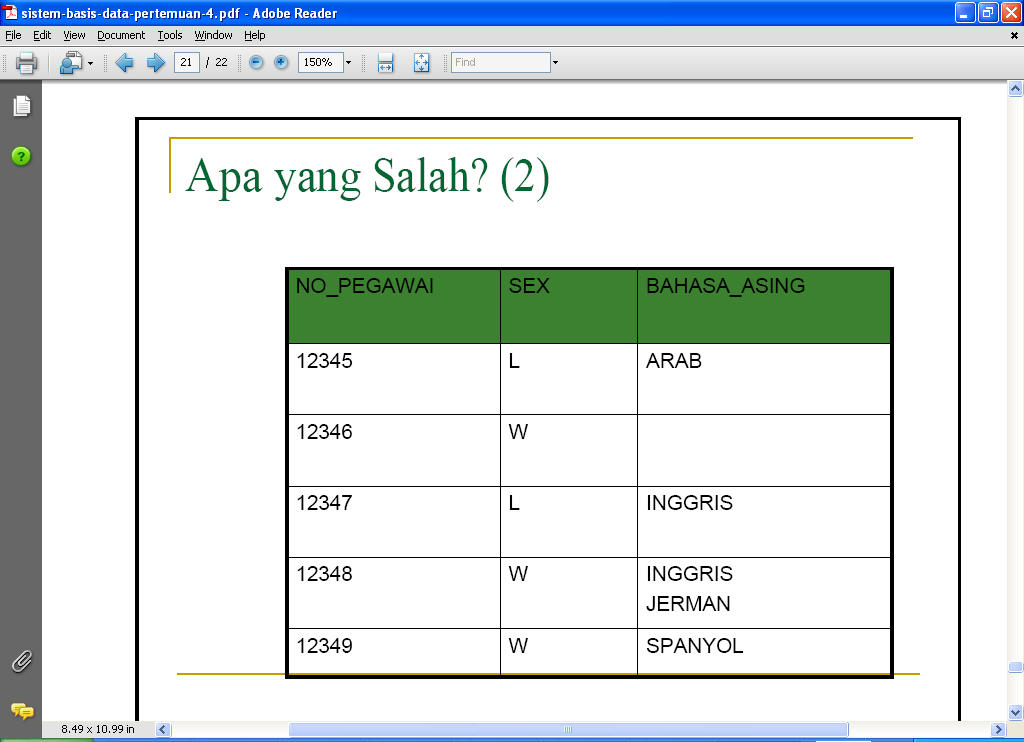 sistem-basis-data-pertemuan-4.pdf - Adobe Reader
File Edit View Document Tools Window Help
21 / 22 150% Find
Apa yang Salah? (2)
NO_PEGAWAI SEX BAHASA_ASING
12345 L ARAB
12346 W
12347 L INGGRIS
12348 W INGGRIS
JERMAN
12349 W SPANYOL
8.49 x 10.99 in